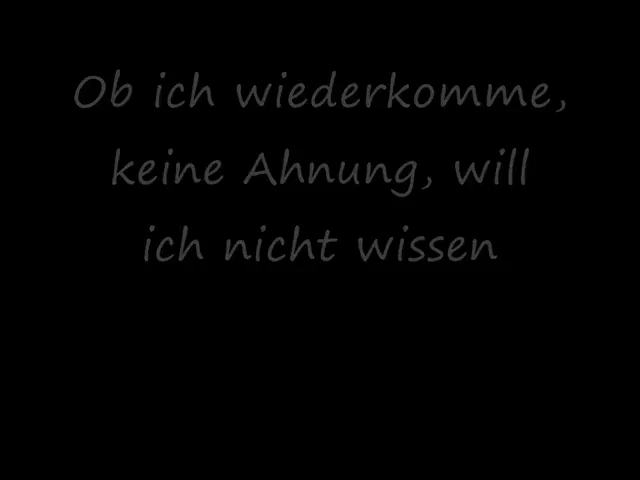 Ob ich wiederkomme,
keine Ahnung, will
ich nicht wissen